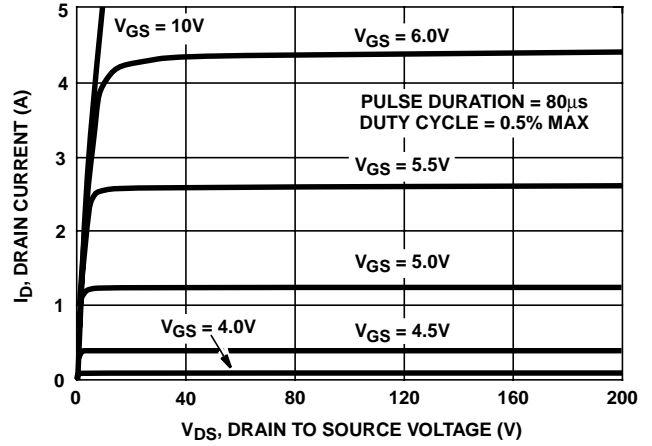 5
V_GS = 10V
V_GS = 6.0V
4
PULSE DURATION = 80μs
DUTY CYCLE = 0.5% MAX
3
V_GS = 5.5V
2
V_GS = 5.0V
1
V_GS = 4.0V
V_GS = 4.5V
0
0 40 80 120 160 200
I_D, DRAIN CURRENT (A)
V_DS, DRAIN TO SOURCE VOLTAGE (V)